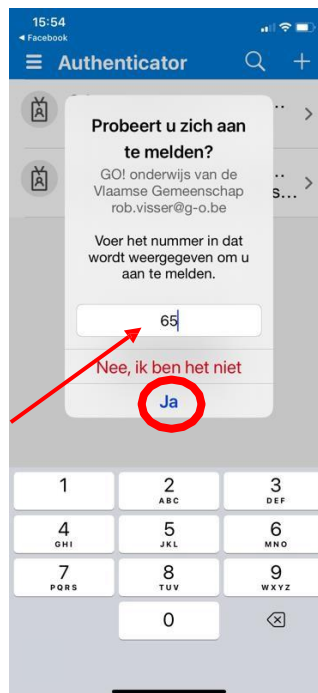 15:54
◀ Facebook
Authenticator
Probeert u zich aan
te melden?
GO! onderwijs van de
Vlaamse Gemeenschap
rob.visser@g-o.be
Voer het nummer in dat
wordt weergegeven om u
aan te melden.
65
Nee, ik ben het niet
Ja
1 2 3
ABC DEF
4 5 6
GHI JKL MNO
7 8 9
PQRS TUV WXYZ
0